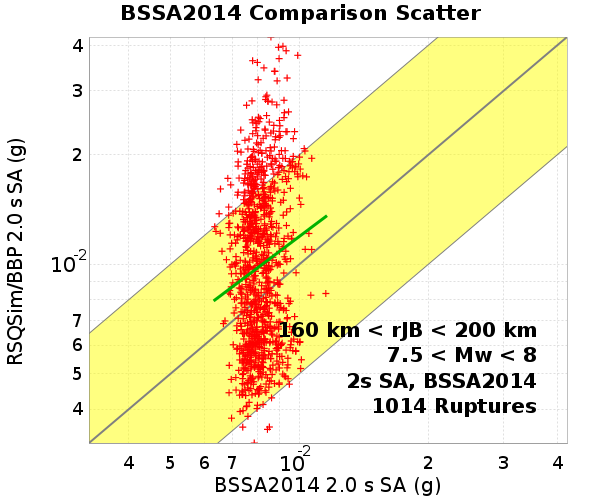 BSSA2014 Comparison Scatter
RSQSim/BBP 2.0 s SA (g)
4
3
2
10-2
7
6
5
4
160 km < rJB < 200 km
7.5 < Mw < 8
2s SA, BSSA2014
1014 Ruptures
4 5 6 7 10-2 2 3 4
BSSA2014 2.0 s SA (g)